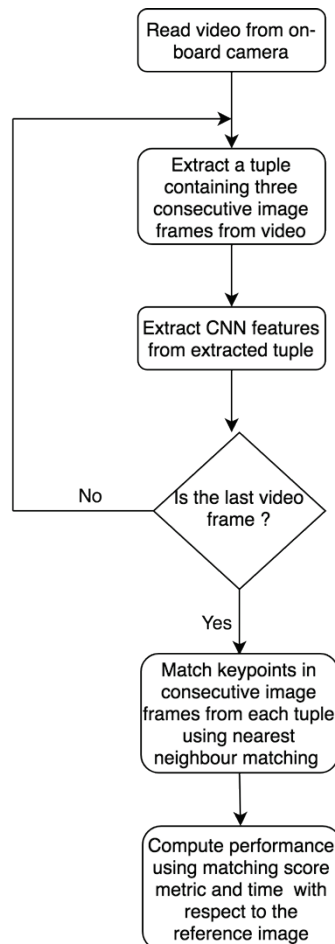 Read video from on-
board camera
Extract a tuple
containing three
consecutive image
frames from video
Extract CNN features
from extracted tuple
Is the last video
frame ?
No
Yes
Match keypoints in
consecutive image
frames from each tuple
using nearest
neighbour matching
Compute performance
using matching score
metric and time with
respect to the
reference image